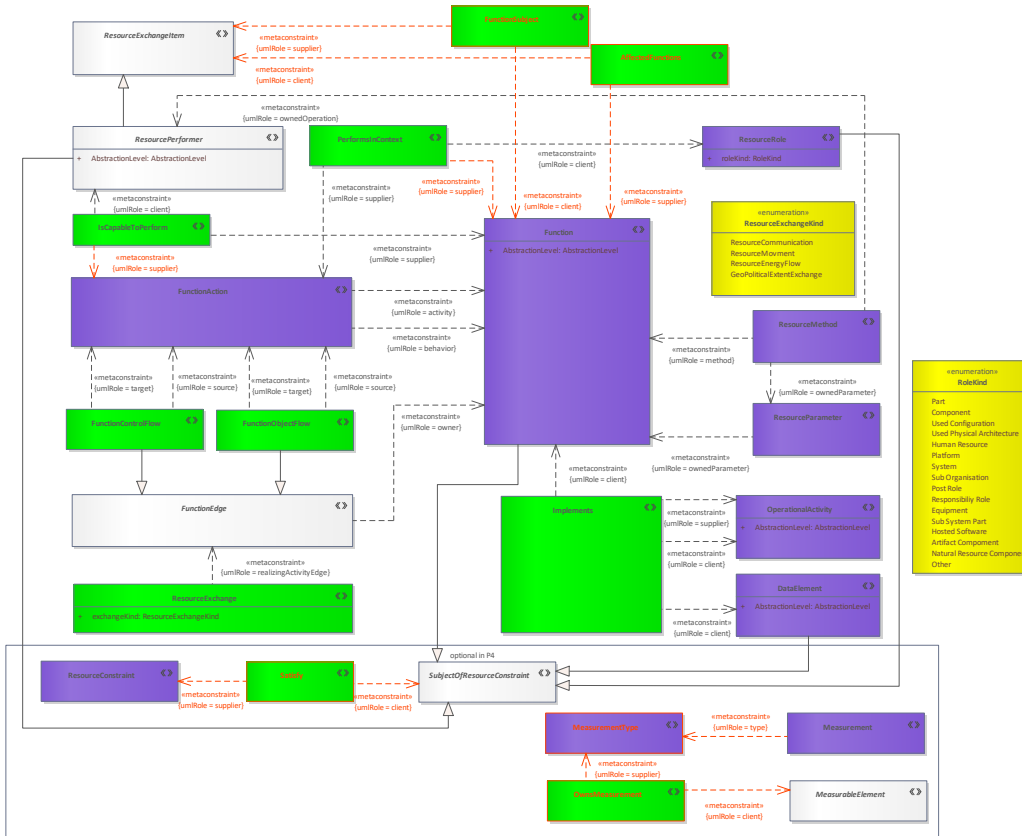 FunctionSubject
ResourceExchangeItem
«metaconstraint»
{umlRole = supplier}
AffectedFunctions
«metaconstraint»
{umlRole = client}
«metaconstraint»
{umlRole = ownedOperation}
ResourcePerformer
+ AbstractionLevel: AbstractionLevel
PerformsInContext
ResourceRole
+ roleKind: RoleKind
«metaconstraint»
{umlRole = client}
«metaconstraint»
{umlRole = supplier}
«metaconstraint»
{umlRole = supplier}
«metaconstraint»
{umlRole = client}
«metaconstraint»
{umlRole = supplier}
«metaconstraint»
{umlRole = client}
IsCapableToPerform
«metaconstraint»
{umlRole = supplier}
«metaconstraint»
{umlRole = supplier}
Function
+ AbstractionLevel: AbstractionLevel
«enumeration»
ResourceExchangeKind
ResourceCommunication
ResourceMovment
ResourceEnergyFlow
GeoPoliticalExtentExchange
FunctionAction
«metaconstraint»
{umlRole = activity}
«metaconstraint»
{umlRole = behavior}
ResourceMethod
«metaconstraint»
{umlRole = method}
«metaconstraint»
{umlRole = ownedParameter}
«metaconstraint»
{umlRole = target}
«metaconstraint»
{umlRole = source}
«metaconstraint»
{umlRole = target}
«metaconstraint»
{umlRole = source}
«enumeration»
RoleKind
Part
Component
Used Configuration
Used Physical Architecture
Human Resource
Platform
System
Sub Organisation
Post Role
Responsibiliy Role
Equipment
Sub System Part
Hosted Software
Artifact Component
Natural Resource Compone
Other
FunctionControlFlow
FunctionObjectFlow
«metaconstraint»
{umlRole = owner}
ResourceParameter
«metaconstraint»
{umlRole = ownedParameter}
«metaconstraint»
{umlRole = client}
FunctionEdge
Implements
«metaconstraint»
{umlRole = supplier}
«metaconstraint»
{umlRole = client}
OperationalActivity
+ AbstractionLevel: AbstractionLevel
«metaconstraint»
{umlRole = realizingActivityEdge}
ResourceExchange
+ exchangeKind: ResourceExchangeKind
«metaconstraint»
{umlRole = client}
DataElement
+ AbstractionLevel: AbstractionLevel
optional in P4
ResourceConstraint
Satisfy
SubjectOfResourceConstraint
«metaconstraint»
{umlRole = supplier}
«metaconstraint»
{umlRole = client}
MeasurementType
«metaconstraint»
{umlRole = type}
Measurement
«metaconstraint»
{umlRole = supplier}
OwnsMeasurement
«metaconstraint»
{umlRole = client}
MeasurableElement